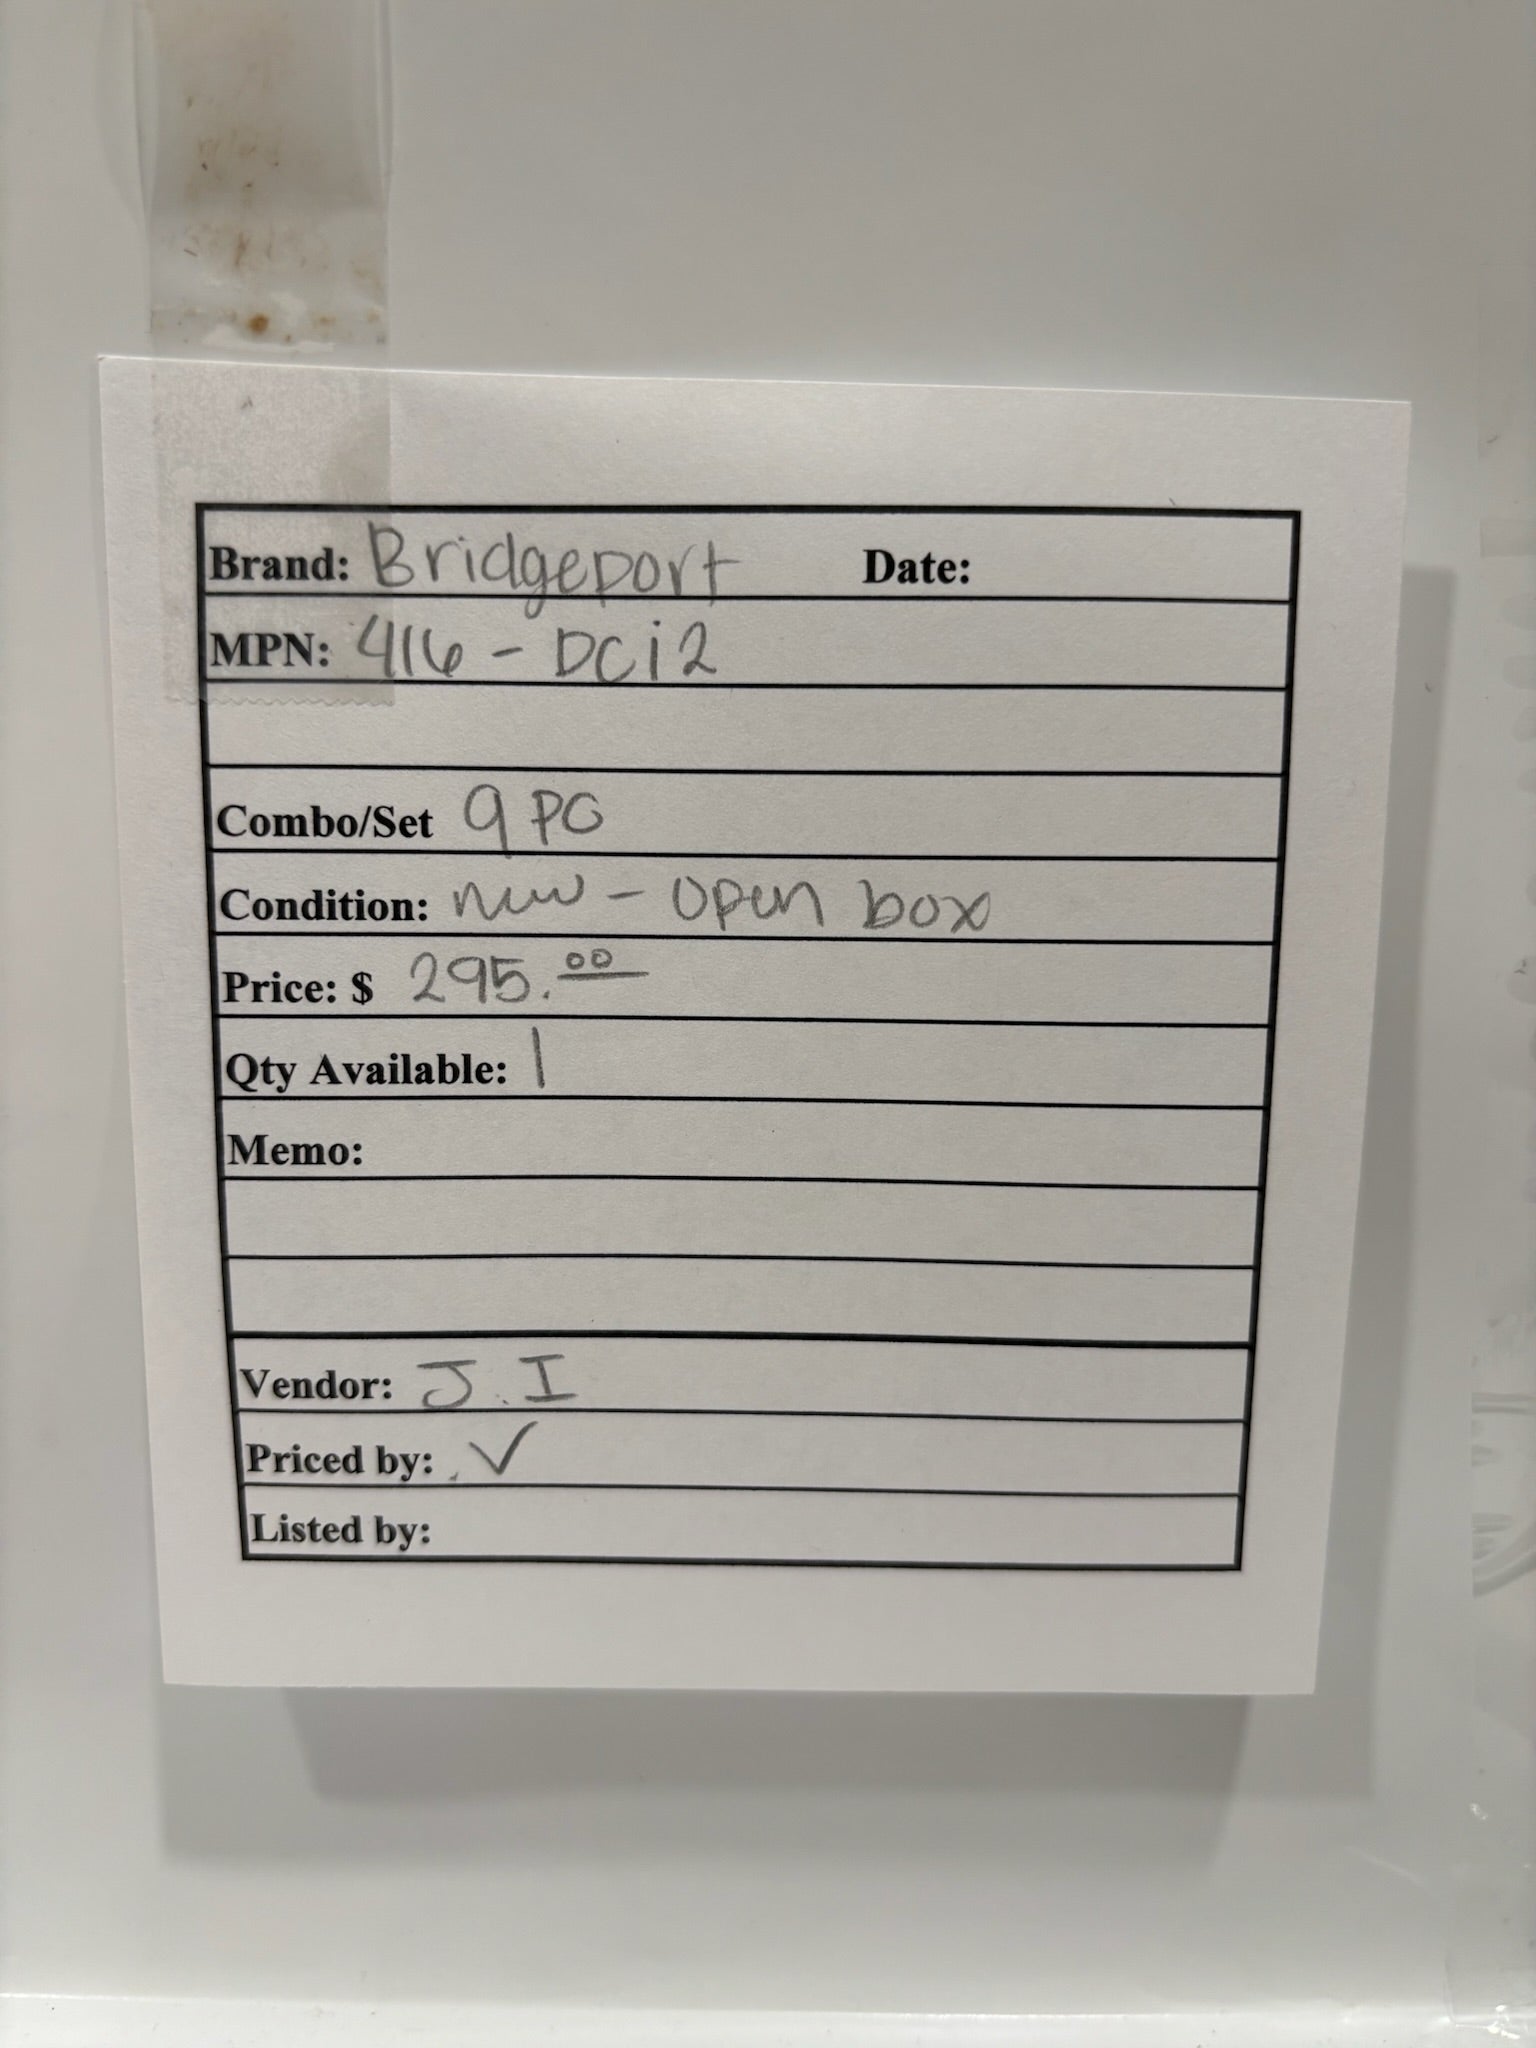 Brand: Bridgeport Date:
MPN: 416 - DCi2
Combo/Set 9 PC
Condition: new - open box
Price: $ 295.00
Qty Available: 1
Memo:
Vendor: J.I
Priced by: ✓
Listed by: